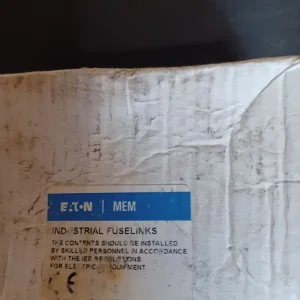 EATON | MEM
INDUSTRIAL FUSELINKS
THE CONTENTS SHOULD BE INSTALLED
BY SKILLED PERSONNEL IN ACCORDANCE
WITH THE IEE REGULATIONS
FOR ELECTRICAL EQUIPMENT
CE